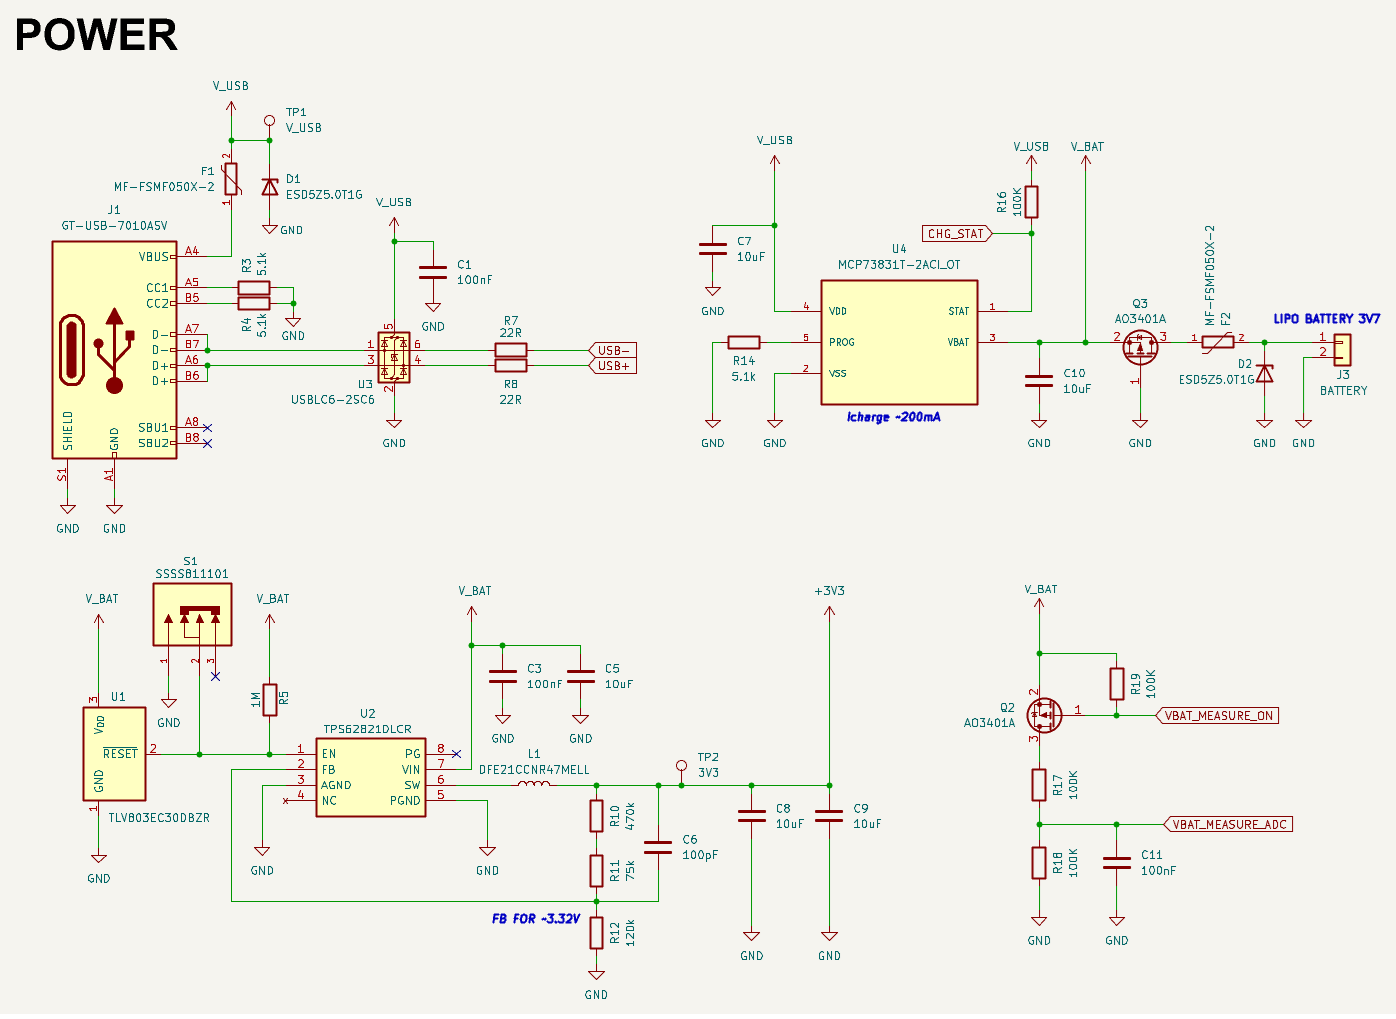 POWER
V_USB
TP1
V_USB
F1
MF-FSMF050X-2
2
1
D1
ESD5Z5.0T1G
GND
J1
GT-USB-7010ASV
VBUS
A4
CC1
A5
CC2
B5
D-
A7
D-
B7
D+
A6
D+
B6
SBU1
A8
SBU2
B8
SHIELD
GND
S1
A1
GND
GND
R3
5.1k
R4
5.1k
GND
V_USB
C1
100nF
GND
5
1
6
3
4
2
U3
USBLC6-2SC6
GND
R7
22R
R8
22R
USB-
USB+
V_USB
C7
10uF
GND
R14
5.1k
GND
GND
U4
MCP73831T-2ACI_OT
4
VDD
5
PROG
2
VSS
STAT
1
VBAT
3
icharge ~200mA
V_USB
V_BAT
R16
100K
CHG_STAT
C10
10uF
GND
Q3
AO3401A
2
3
1
GND
MF-FSMF050X-2
F2
1
2
D2
ESD5Z5.0T1G
GND
LIPO BATTERY 3V7
1
2
J3
BATTERY
GND
V_BAT
S1
SSSS811101
1
2
3
GND
V_BAT
1M
R5
U1
3
VDD
RESET
2
GND
1
TLV803EC30DBZR
GND
U2
TPS62821DLCR
1
EN
2
FB
3
AGND
4
NC
PG
8
VIN
7
SW
6
PGND
5
GND
GND
V_BAT
C3
100nF
C5
10uF
GND
GND
L1
DFE21CCNR47MELL
TP2
3V3
+3V3
R10
470k
R11
75k
C6
100pF
FB FOR ~3.32V
R12
120k
GND
C8
10uF
C9
10uF
GND
GND
V_BAT
R19
100K
Q2
AO3401A
2
1
3
VBAT_MEASURE_ON
R17
100K
VBAT_MEASURE_ADC
R18
100K
C11
100nF
GND
GND